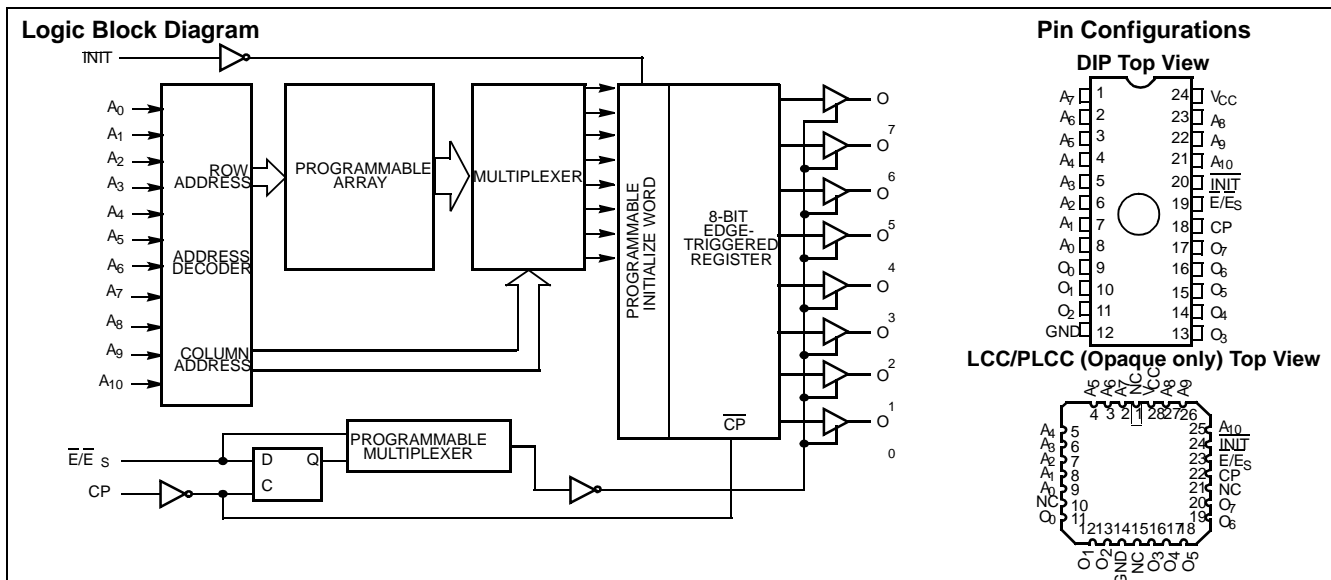 Logic Block Diagram
INIT
A0
A1
A2
A3
A4
A5
A6
A7
A8
A9
A10
ROW
ADDRESS
ADDRESS
DECODER
COLUMN
ADDRESS
PROGRAMMABLE
ARRAY
MULTIPLEXER
PROGRAMMABLE
INITIALIZE WORD
8-BIT
EDGE-
TRIGGERED
REGISTER
CP
O
7
O
6
O
5
O
4
O
3
O
2
O
1
O
0
E/E S
CP
D Q
C
PROGRAMMABLE
MULTIPLEXER
Pin Configurations
DIP Top View
A7 1 24 VCC
A6 2 23 A8
A5 3 22 A9
A4 4 21 A10
A3 5 20 INIT
A2 6 19 E/ES
A1 7 18 CP
A0 8 17 O7
O0 9 16 O6
O1 10 15 O5
O2 11 14 O4
GND 12 13 O3
LCC/PLCC (Opaque only) Top View
A5 A6 A7 NC VCC A8 A9
4 3 2 1 28 27 26
A4 5 25 A10
A3 6 24 INIT
A2 7 23 E/ES
A1 8 22 CP
A0 9 21 NC
NC 10 20 O7
O0 11 19 O6
12 13 14 15 16 17 18
O1 O2 GND NC O3 O4 O5